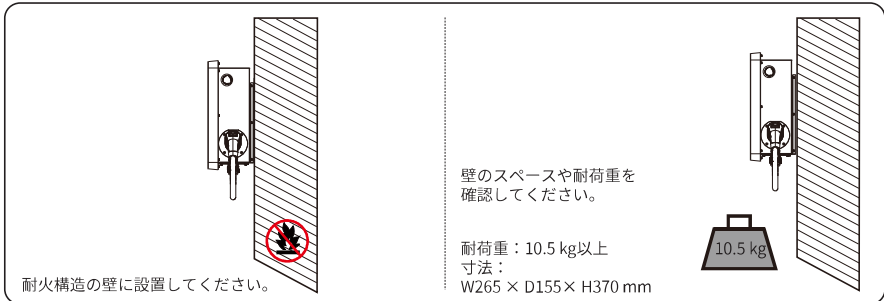 耐火構造の壁に設置してください。
壁のスペースや耐荷重を
確認してください。
耐荷重：10.5 kg以上
寸法：
W265 × D155× H370 mm
10.5 kg